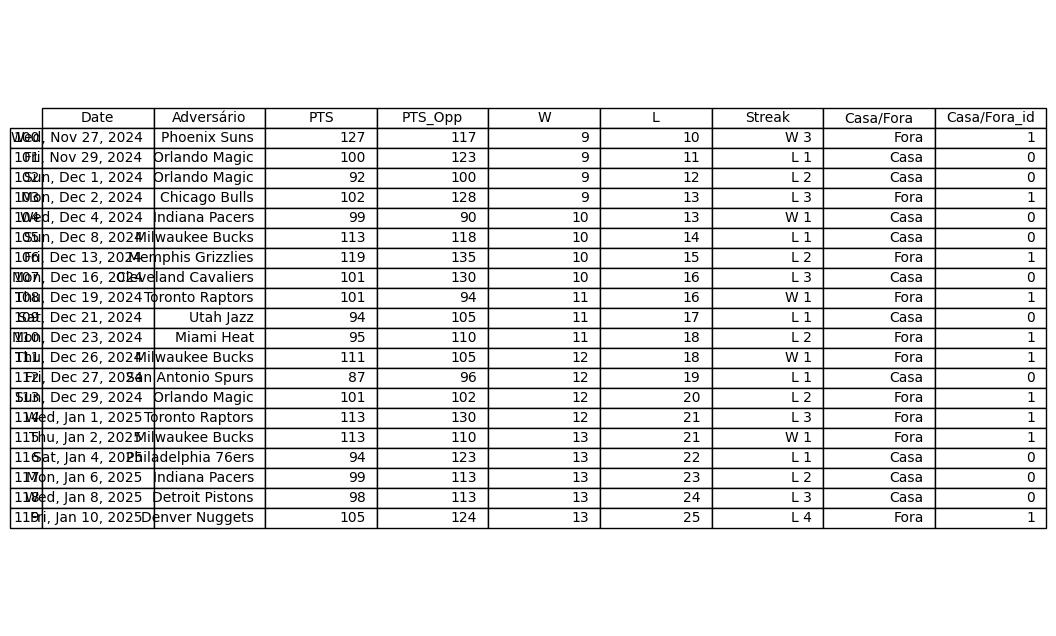 Date Adversário PTS PTS_Opp W L Streak Casa/Fora Casa/Fora_id
100 Wed, Nov 27, 2024 Phoenix Suns 127 117 9 10 W 3 Fora 1
101 Fri, Nov 29, 2024 Orlando Magic 100 123 9 11 L 1 Casa 0
102 Sun, Dec 1, 2024 Orlando Magic 92 100 9 12 L 2 Casa 0
103 Mon, Dec 2, 2024 Chicago Bulls 102 128 9 13 L 3 Fora 1
104 Wed, Dec 4, 2024 Indiana Pacers 99 90 10 13 W 1 Casa 0
105 Sun, Dec 8, 2024 Milwaukee Bucks 113 118 10 14 L 1 Casa 0
106 Fri, Dec 13, 2024 Memphis Grizzlies 119 135 10 15 L 2 Fora 1
107 Mon, Dec 16, 2024 Cleveland Cavaliers 101 130 10 16 L 3 Casa 0
108 Thu, Dec 19, 2024 Toronto Raptors 101 94 11 16 W 1 Fora 1
109 Sat, Dec 21, 2024 Utah Jazz 94 105 11 17 L 1 Casa 0
110 Mon, Dec 23, 2024 Miami Heat 95 110 11 18 L 2 Fora 1
111 Thu, Dec 26, 2024 Milwaukee Bucks 111 105 12 18 W 1 Fora 1
112 Fri, Dec 27, 2024 San Antonio Spurs 87 96 12 19 L 1 Casa 0
113 Sun, Dec 29, 2024 Orlando Magic 101 102 12 20 L 2 Fora 1
114 Wed, Jan 1, 2025 Toronto Raptors 113 130 12 21 L 3 Fora 1
115 Thu, Jan 2, 2025 Milwaukee Bucks 113 110 13 21 W 1 Fora 1
116 Sat, Jan 4, 2025 Philadelphia 76ers 94 123 13 22 L 1 Casa 0
117 Mon, Jan 6, 2025 Indiana Pacers 99 113 13 23 L 2 Casa 0
118 Wed, Jan 8, 2025 Detroit Pistons 98 113 13 24 L 3 Casa 0
119 Fri, Jan 10, 2025 Denver Nuggets 105 124 13 25 L 4 Fora 1